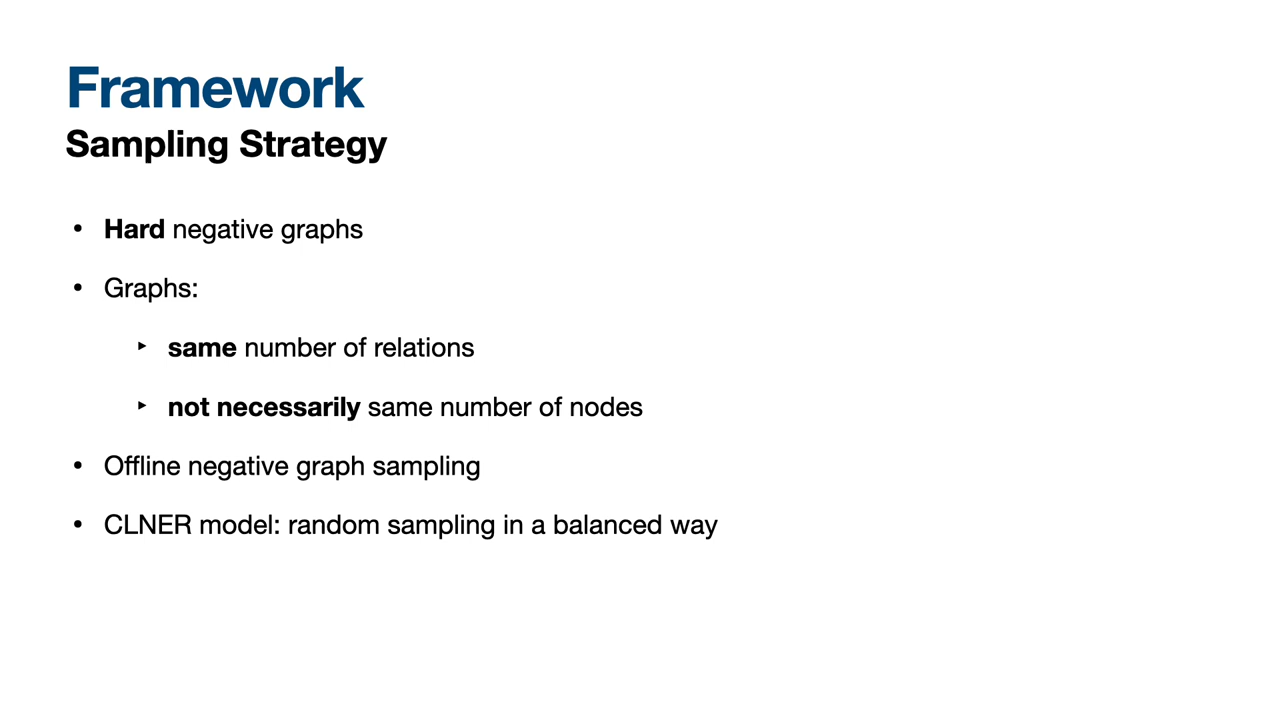 Framework
Sampling Strategy
• Hard negative graphs
• Graphs:
‣ same number of relations
‣ not necessarily same number of nodes
• Offline negative graph sampling
• CLNER model: random sampling in a balanced way